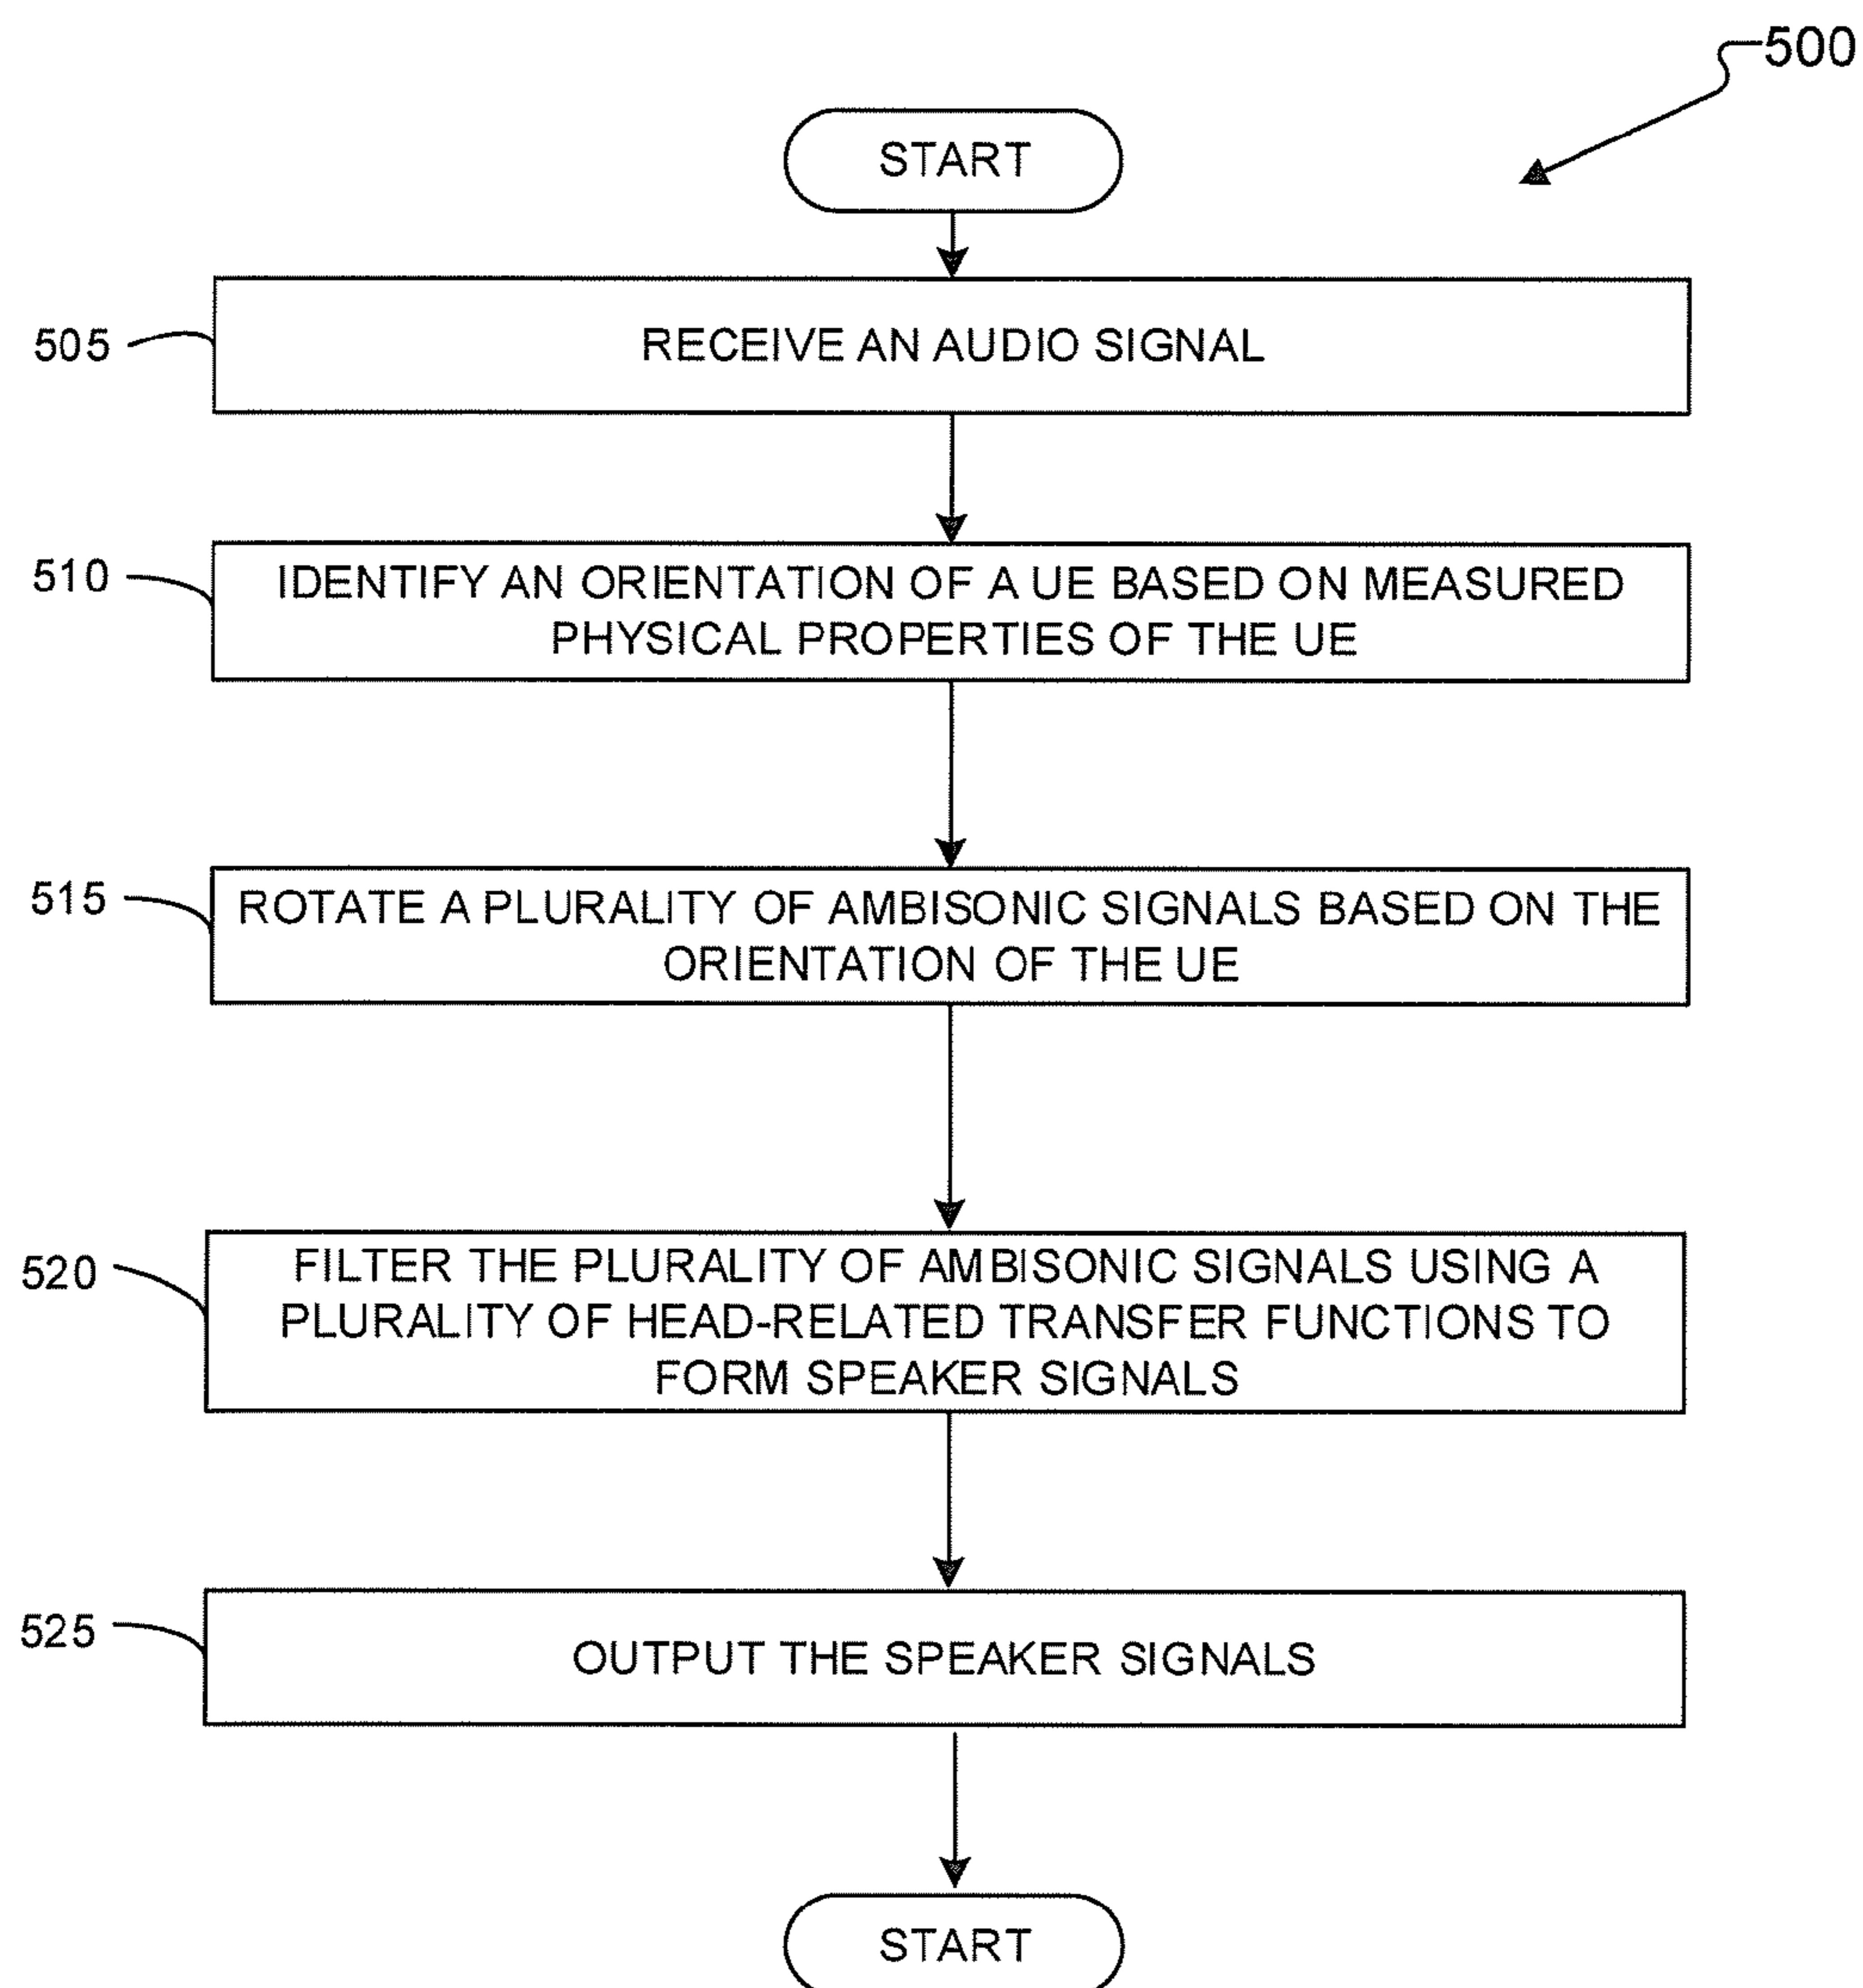 500
START
505
RECEIVE AN AUDIO SIGNAL
510
IDENTIFY AN ORIENTATION OF A UE BASED ON MEASURED
PHYSICAL PROPERTIES OF THE UE
515
ROTATE A PLURALITY OF AMBISONIC SIGNALS BASED ON THE
ORIENTATION OF THE UE
520
FILTER THE PLURALITY OF AMBISONIC SIGNALS USING A
PLURALITY OF HEAD-RELATED TRANSFER FUNCTIONS TO
FORM SPEAKER SIGNALS
525
OUTPUT THE SPEAKER SIGNALS
START